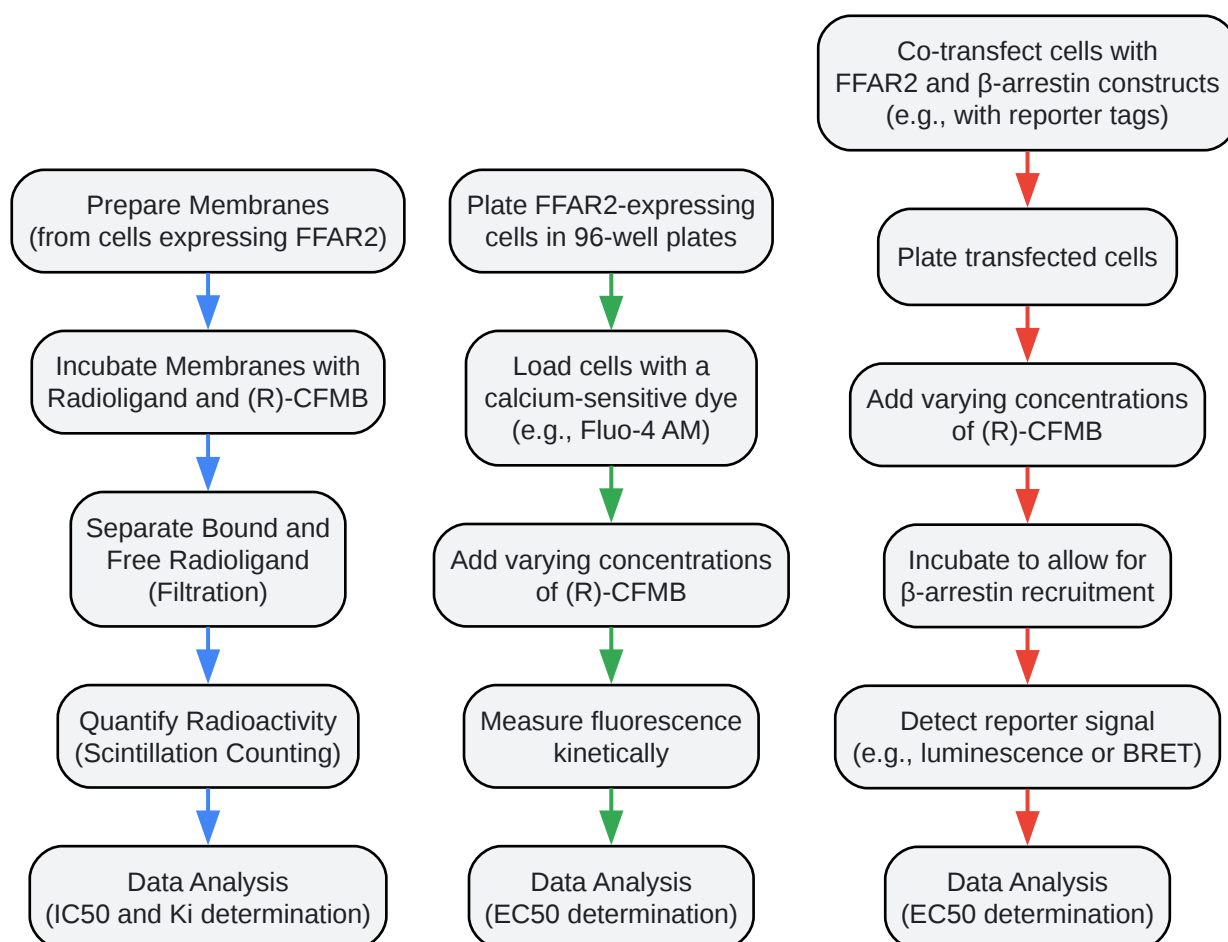 Prepare Membranes
(from cells expressing FFAR2)
Incubate Membranes with
Radioligand and (R)-CFMB
Separate Bound and
Free Radioligand
(Filtration)
Quantify Radioactivity
(Scintillation Counting)
Data Analysis
(IC50 and Ki determination)
Plate FFAR2-expressing
cells in 96-well plates
Load cells with a
calcium-sensitive dye
(e.g., Fluo-4 AM)
Add varying concentrations
of (R)-CFMB
Measure fluorescence
kinetically
Data Analysis
(EC50 determination)
Co-transfect cells with
FFAR2 and β-arrestin constructs
(e.g., with reporter tags)
Plate transfected cells
Add varying concentrations
of (R)-CFMB
Incubate to allow for
β-arrestin recruitment
Detect reporter signal
(e.g., luminescence or BRET)
Data Analysis
(EC50 determination)